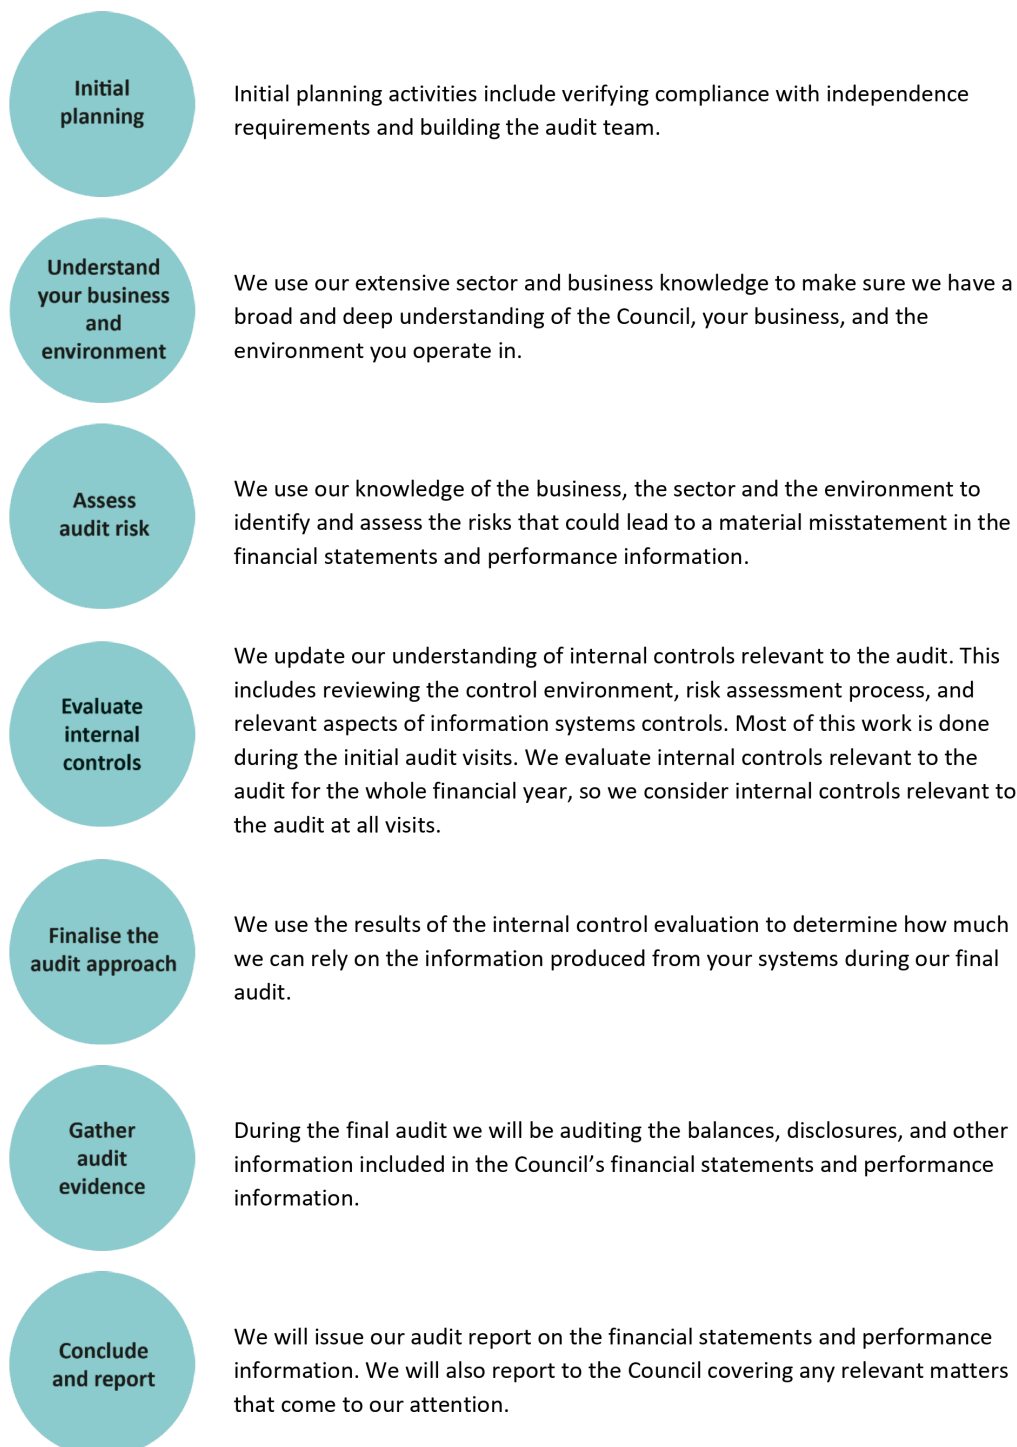 Initial
planning
Initial planning activities include verifying compliance with independence
requirements and building the audit team.
Understand
your business
and
environment
We use our extensive sector and business knowledge to make sure we have a
broad and deep understanding of the Council, your business, and the
environment you operate in.
Assess
audit risk
We use our knowledge of the business, the sector and the environment to
identify and assess the risks that could lead to a material misstatement in the
financial statements and performance information.
Evaluate
internal
controls
We update our understanding of internal controls relevant to the audit. This
includes reviewing the control environment, risk assessment process, and
relevant aspects of information systems controls. Most of this work is done
during the initial audit visits. We evaluate internal controls relevant to the
audit for the whole financial year, so we consider internal controls relevant to
the audit at all visits.
Finalise the
audit approach
We use the results of the internal control evaluation to determine how much
we can rely on the information produced from your systems during our final
audit.
Gather
audit
evidence
During the final audit we will be auditing the balances, disclosures, and other
information included in the Council’s financial statements and performance
information.
Conclude
and report
We will issue our audit report on the financial statements and performance
information. We will also report to the Council covering any relevant matters
that come to our attention.